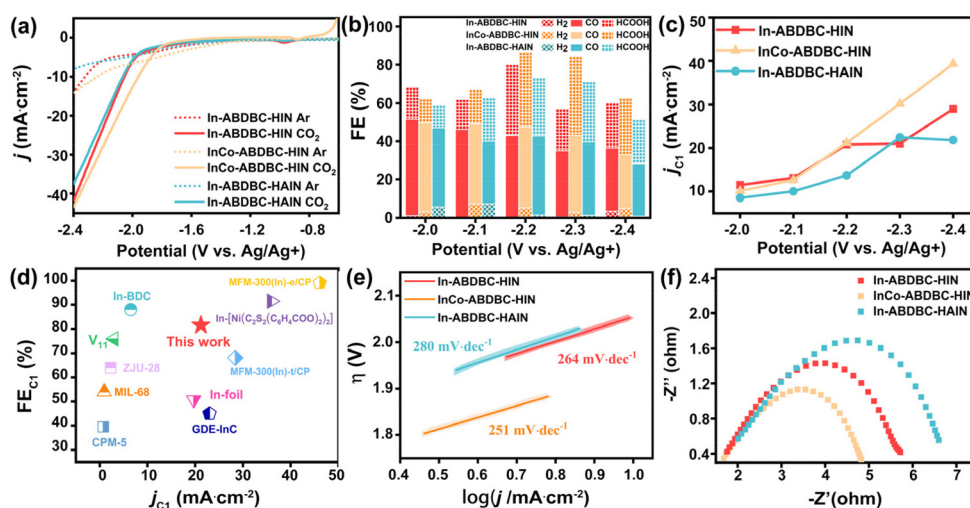 (a)
j (mA·cm⁻²)
0
-10
-20
-30
-40
In-ABDBC-HIN Ar
In-ABDBC-HIN CO₂
InCo-ABDBC-HIN Ar
InCo-ABDBC-HIN CO₂
In-ABDBC-HAIN Ar
In-ABDBC-HAIN CO₂
-2.4 -2.0 -1.6 -1.2 -0.8
Potential (V vs. Ag/Ag+)
(b)
FE (%)
100
80
60
40
20
0
In-ABDBC-HIN H₂ CO HCOOH
InCo-ABDBC-HIN H₂ CO HCOOH
In-ABDBC-HAIN H₂ CO HCOOH
-2.0 -2.1 -2.2 -2.3 -2.4
Potential (V vs. Ag/Ag+)
(c)
j_C1 (mA·cm⁻²)
40
30
20
10
In-ABDBC-HIN
InCo-ABDBC-HIN
In-ABDBC-HAIN
-2.0 -2.1 -2.2 -2.3 -2.4
Potential (V vs. Ag/Ag+)
(d)
FE_C1 (%)
100
90
80
70
60
50
40
30
MFM-300(In)-e/CP
In-BDC
In-[Ni(C₂S₂(C₆H₄COO)₂)₂]
V₁₁
This work
ZJU-28
MFM-300(In)-t/CP
MIL-68
In-foil
GDE-InC
CPM-5
0 10 20 30 40 50
j_C1 (mA·cm⁻²)
(e)
η (V)
2.1
2.0
1.9
1.8
In-ABDBC-HIN
InCo-ABDBC-HIN
In-ABDBC-HAIN
280 mV·dec⁻¹
264 mV·dec⁻¹
251 mV·dec⁻¹
0.4 0.5 0.6 0.7 0.8 0.9 1.0
log(j /mA·cm⁻²)
(f)
-Z'' (ohm)
2.4
2.0
1.6
1.2
0.8
0.4
In-ABDBC-HIN
InCo-ABDBC-HIN
In-ABDBC-HAIN
2 3 4 5 6 7
-Z'(ohm)